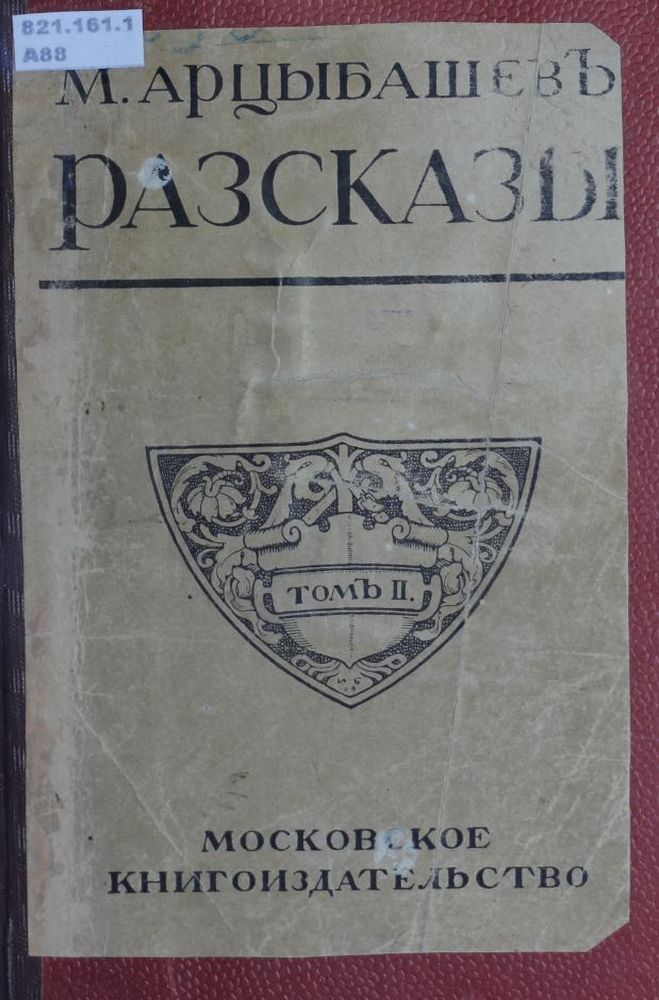 821.161.1
А88
М. АРЦЫБАШЕВЪ
РАЗСКАЗЫ
ТОМЪ II.
МОСКОВСКОЕ
КНИГОИЗДАТЕЛЬСТВО